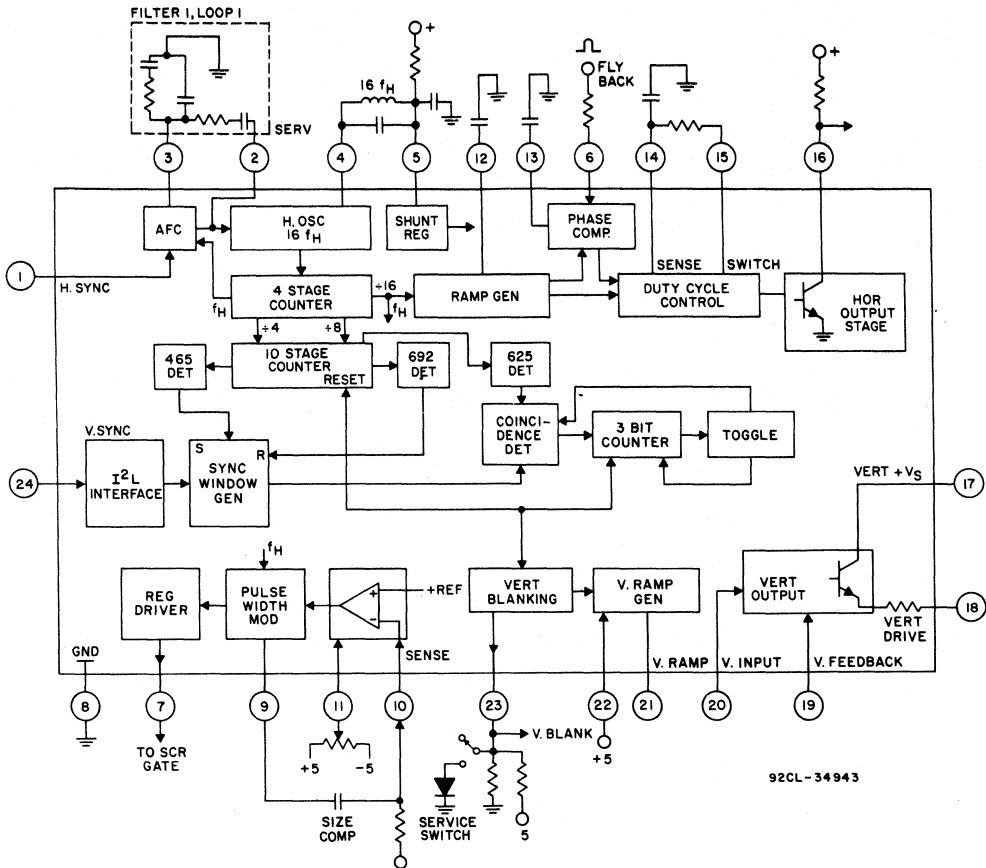 FILTER 1, LOOP 1
SERV
+
16 fH
FLY
BACK
+
3
2
4
5
12
13
6
14
15
16
AFC
H. OSC
16 fH
SHUNT
REG
PHASE
COMP.
SENSE
SWITCH
1
H. SYNC
fH
4 STAGE
COUNTER
÷16
fH
RAMP GEN
DUTY CYCLE
CONTROL
HOR
OUTPUT
STAGE
÷4
÷8
465
DET
10 STAGE
COUNTER
RESET
692
DET
625
DET
COINCI-
DENCE
DET
3 BIT
COUNTER
TOGGLE
V.SYNC
24
I2L
INTERFACE
S
R
SYNC
WINDOW
GEN
VERT +VS
17
fH
REG
DRIVER
PULSE
WIDTH
MOD
+
-
+REF
SENSE
VERT
BLANKING
V. RAMP
GEN
VERT
OUTPUT
18
VERT
DRIVE
GND
V. RAMP
V. INPUT
V. FEEDBACK
8
7
9
11
10
23
22
21
20
19
TO SCR
GATE
+5
-5
V. BLANK
+5
SIZE
COMP
SERVICE
SWITCH
5
92CL-34943